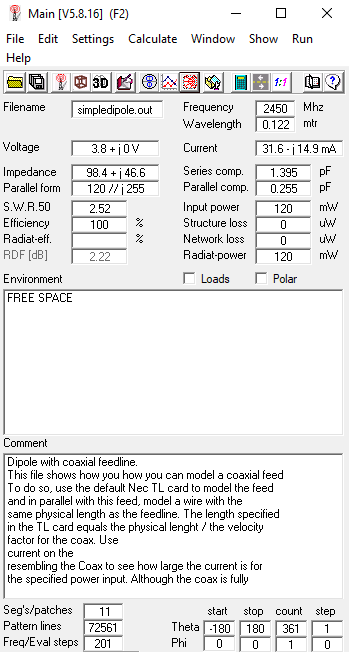 Main [V5.8.16] (F2)
File Edit Settings Calculate Window Show Run
Help
3D 1:1
Filename simpledipole.out Frequency 2450 Mhz
Wavelength 0.122 mtr
Voltage 3.8 + j 0 V Current 31.6 - j 14.9 mA
Impedance 98.4 + j 46.6 Series comp. 1.395 pF
Parallel form 120 // j 255 Parallel comp. 0.255 pF
S.W.R.50 2.52 Input power 120 mW
Efficiency 100 % Structure loss 0 uW
Radiat-eff. % Network loss 0 uW
RDF [dB] 2.22 Radiat-power 120 mW
Environment Loads Polar
FREE SPACE
Comment
Dipole with coaxial feedline.
This file shows how you how you can model a coaxial feed
To do so, use the default Nec TL card to model the feed
and in parallel with this feed, model a wire with the
same physical length as the feedline. The length specified
in the TL card equals the physical lenght / the velocity
factor for the coax. Use
current on the
resembling the Coax to see how large the current is for
the specified power input. Although the coax is fully
Seg's/patches 11 start stop count step
Pattern lines 72561 Theta -180 180 361 1
Freq/Eval steps 201 Phi 0 0 1 0